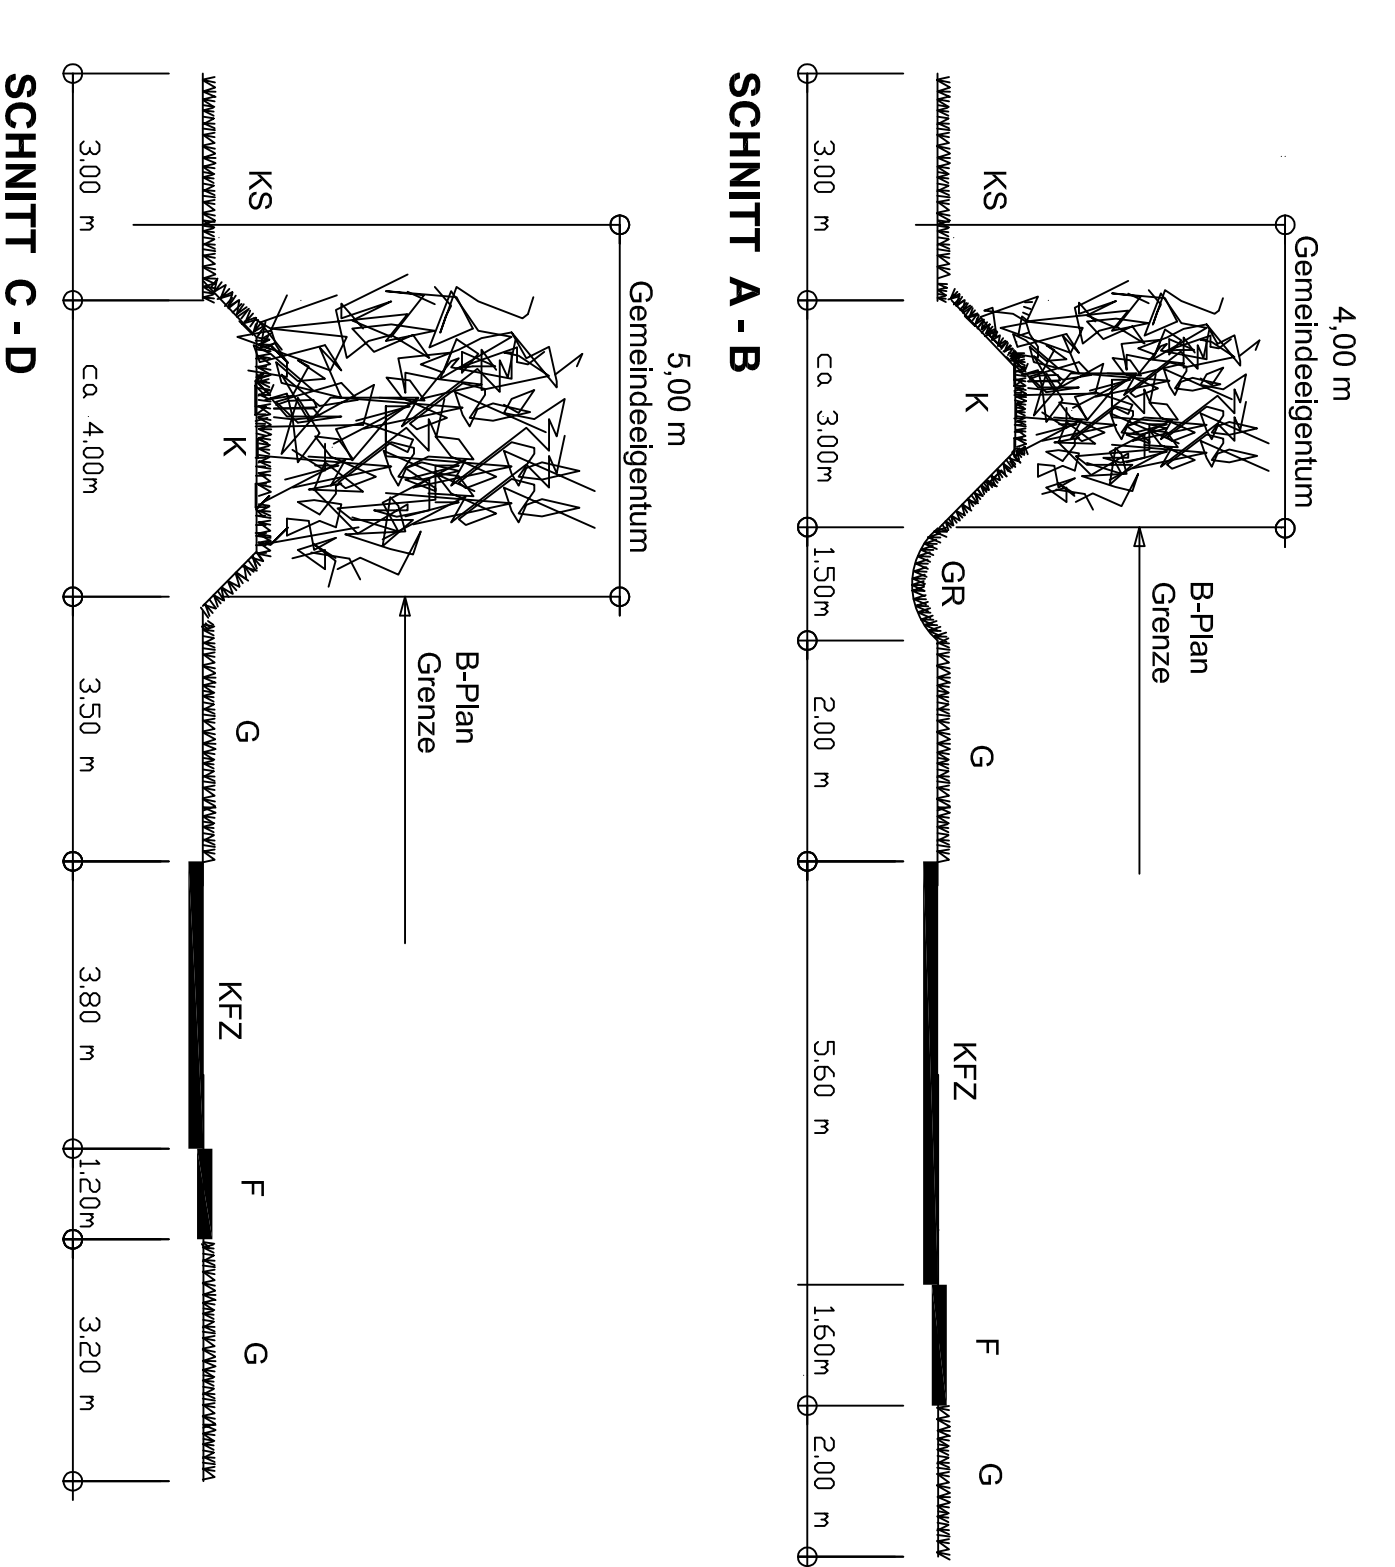 4,00 m
Gemeindeeigentum
B-Plan
Grenze
KS
K
GR
G
KFZ
F
G
3.00 m
ca 3.00m
1.50m
2.00 m
5.60 m
1.60m
2.00 m
SCHNITT A - B
5,00 m
Gemeindeeigentum
B-Plan
Grenze
KS
K
G
KFZ
F
G
3.00 m
ca 4.00m
3.50 m
3.80 m
1.20m
3.20 m
SCHNITT C - D